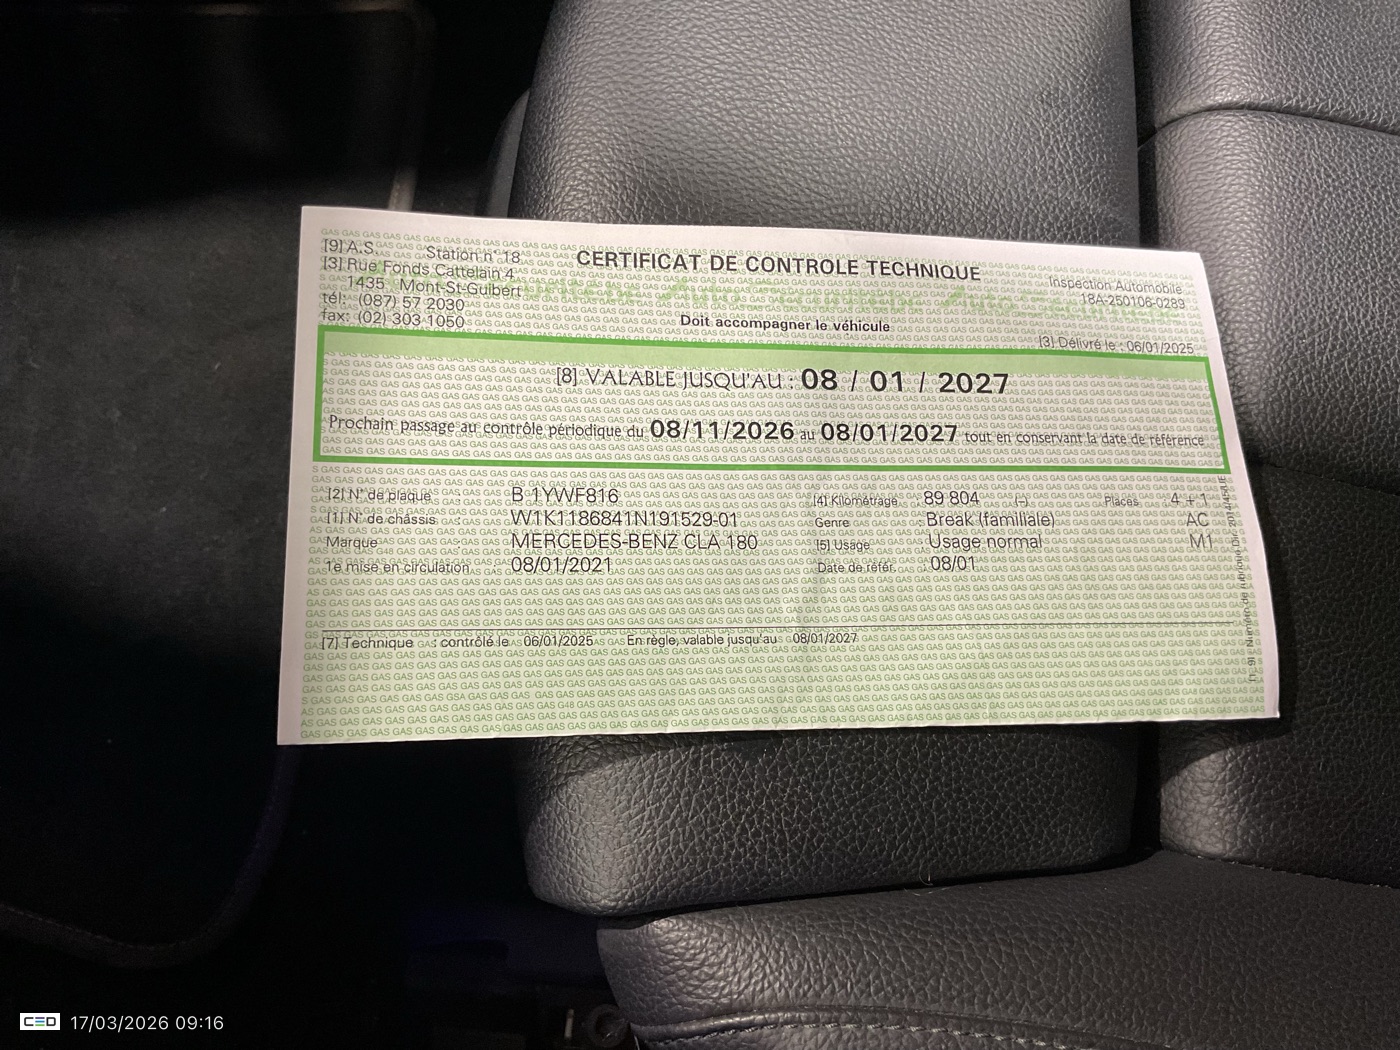 [9] A.S. Station n° 18
[3] Rue Fonds Cattelain 4
1435 Mont-St-Guibert
tél: (087) 57 2030
fax: (02) 303 1050
CERTIFICAT DE CONTROLE TECHNIQUE
Doit accompagner le véhicule
Inspection Automobile
18A-250106-0289
[3] Délivré le : 06/01/2025
[8] VALABLE JUSQU'AU : 08 / 01 / 2027
Prochain passage au contrôle périodique du 08/11/2026 au 08/01/2027 tout en conservant la date de référence
[2] N° de plaque B 1YWF816 [4] Kilométrage : 89 804 (-) Places 4 + 1
[1] N° de châssis : W1K1186841N191529-01 Genre : Break (familiale) AC
Marque : MERCEDES-BENZ CLA 180 [5] Usage : Usage normal M1
1e mise en circulation 08/01/2021 Date de référ. : 08/01
[7] Technique : contrôlé le 06/01/2025 En règle, valable jusqu'au 08/01/2027
CED 17/03/2026 09:16